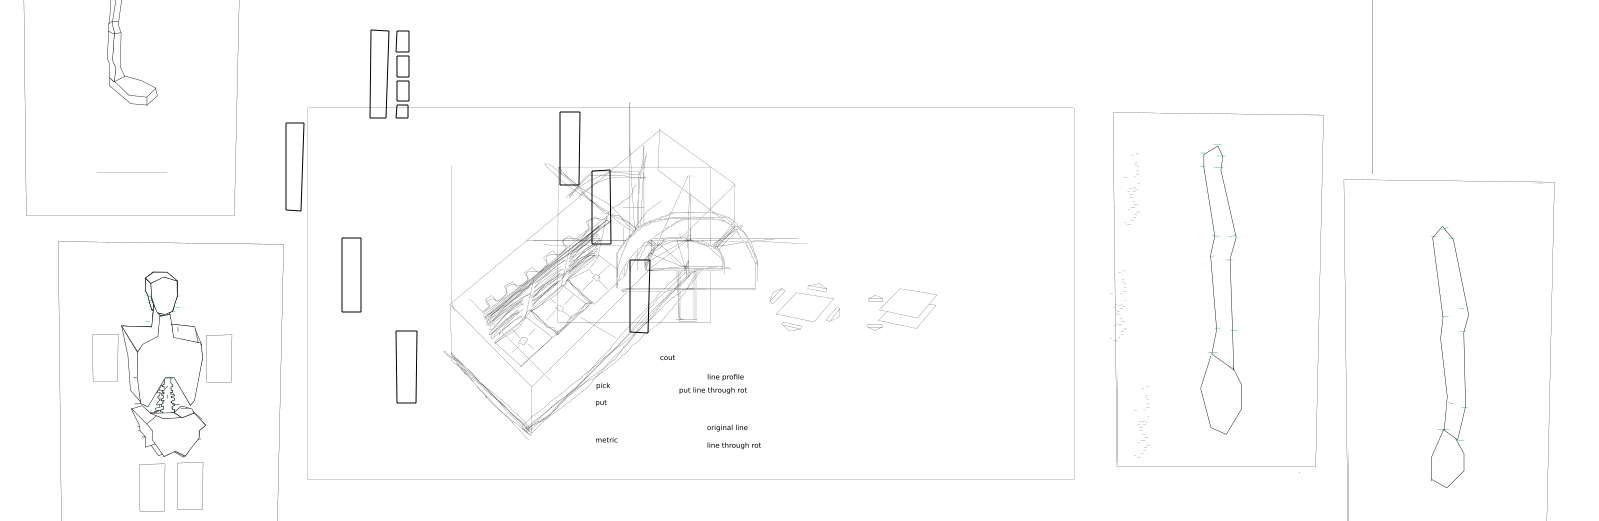 cout
line profile
pick
put line through rot
put
original line
metric
line through rot